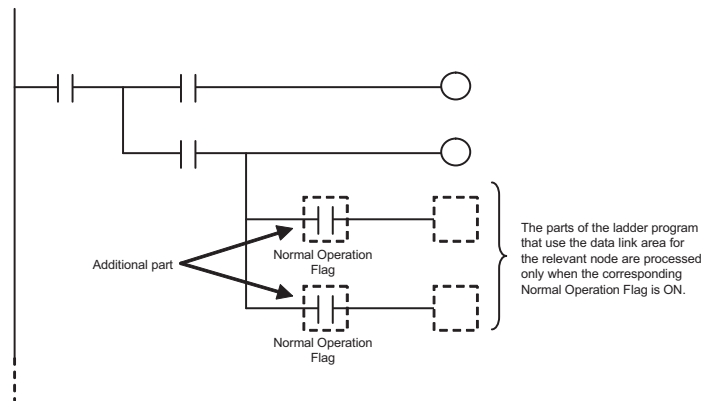 Additional part
Normal Operation
Flag
Normal Operation
Flag
The parts of the ladder program
that use the data link area for
the relevant node are processed
only when the corresponding
Normal Operation Flag is ON.